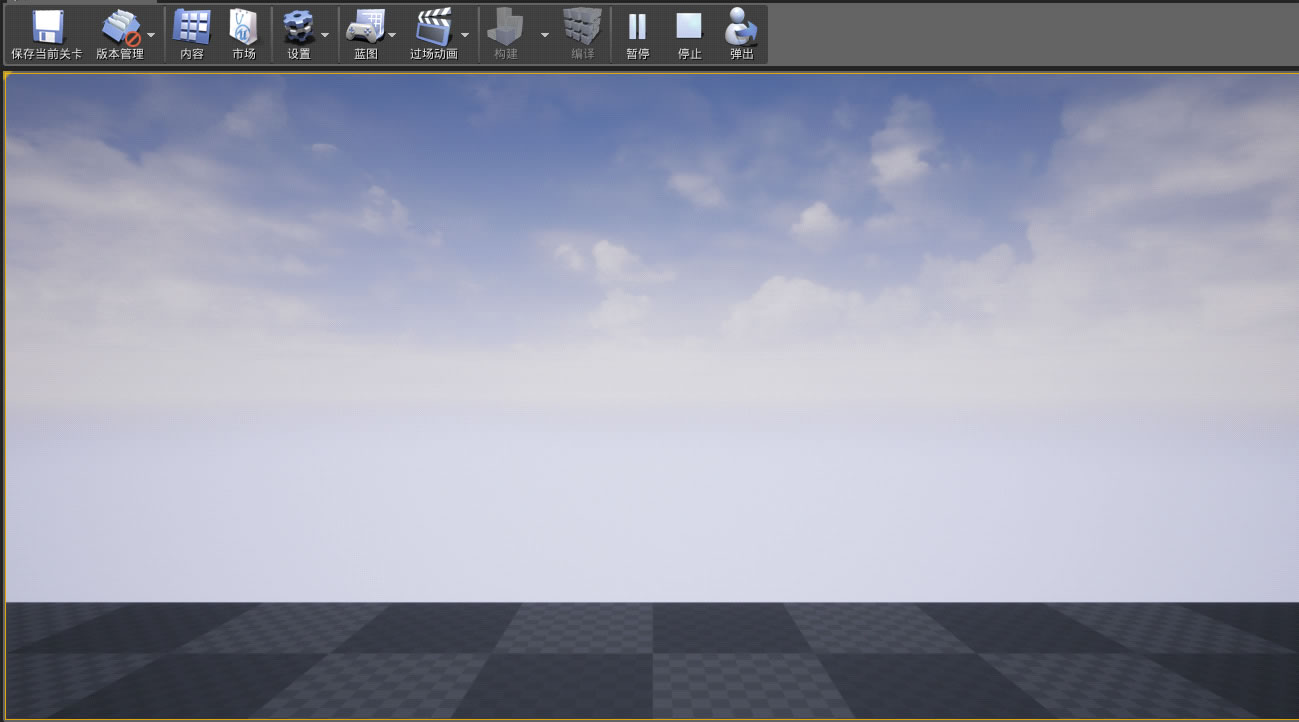 保存当前关卡
版本管理
内容
市场
设置
蓝图
过场动画
构建
编译
暂停
停止
弹出